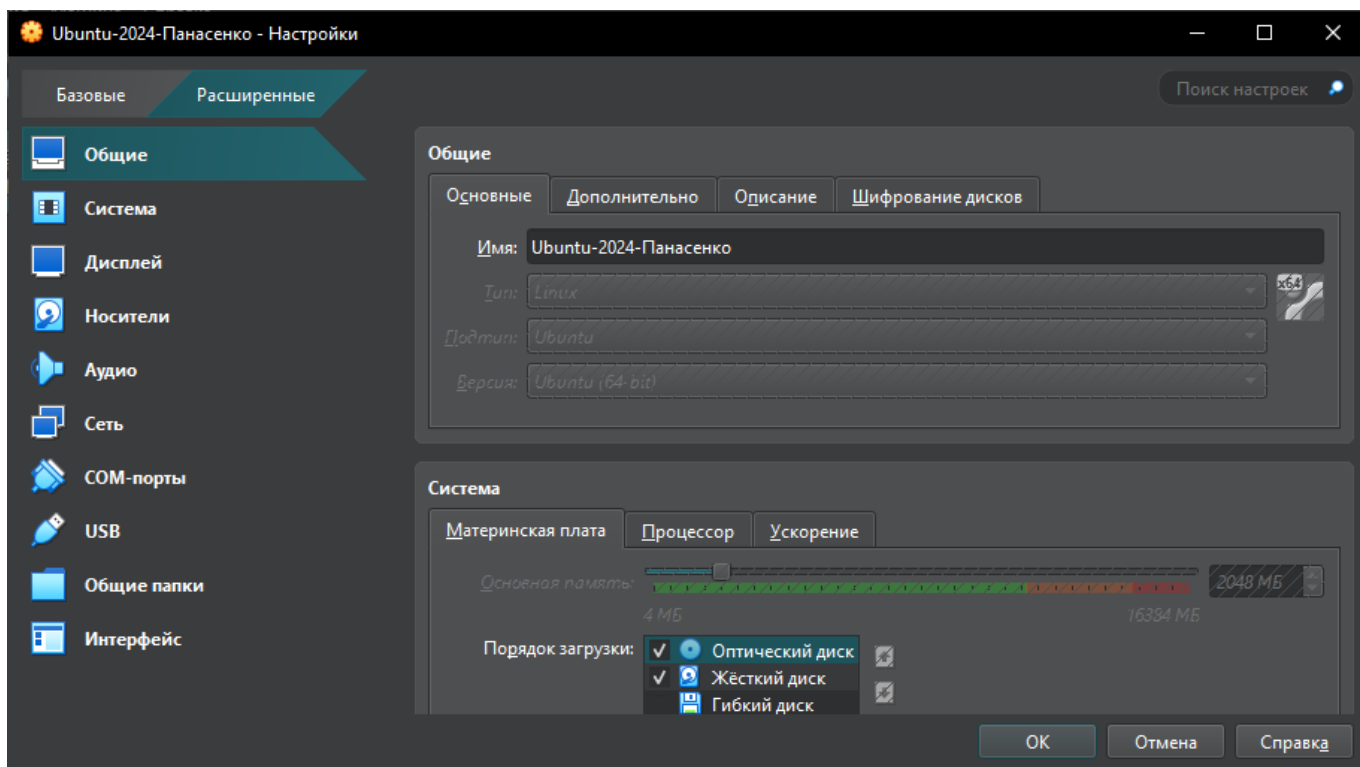 Ubuntu-2024-Панасенко - Настройки
Базовые Расширенные
Поиск настроек
Общие
Система
Дисплей
Носители
Аудио
Сеть
COM-порты
USB
Общие папки
Интерфейс
Общие
Основные Дополнительно Описание Шифрование дисков
Имя: Ubuntu-2024-Панасенко
Тип: Linux
x64
Подтип: Ubuntu
Версия: Ubuntu (64-bit)
Система
Материнская плата Процессор Ускорение
Основная память: 2048 МБ
4 МБ 16384 МБ
Порядок загрузки: Оптический диск
Жёсткий диск
Гибкий диск
OK Отмена Справка